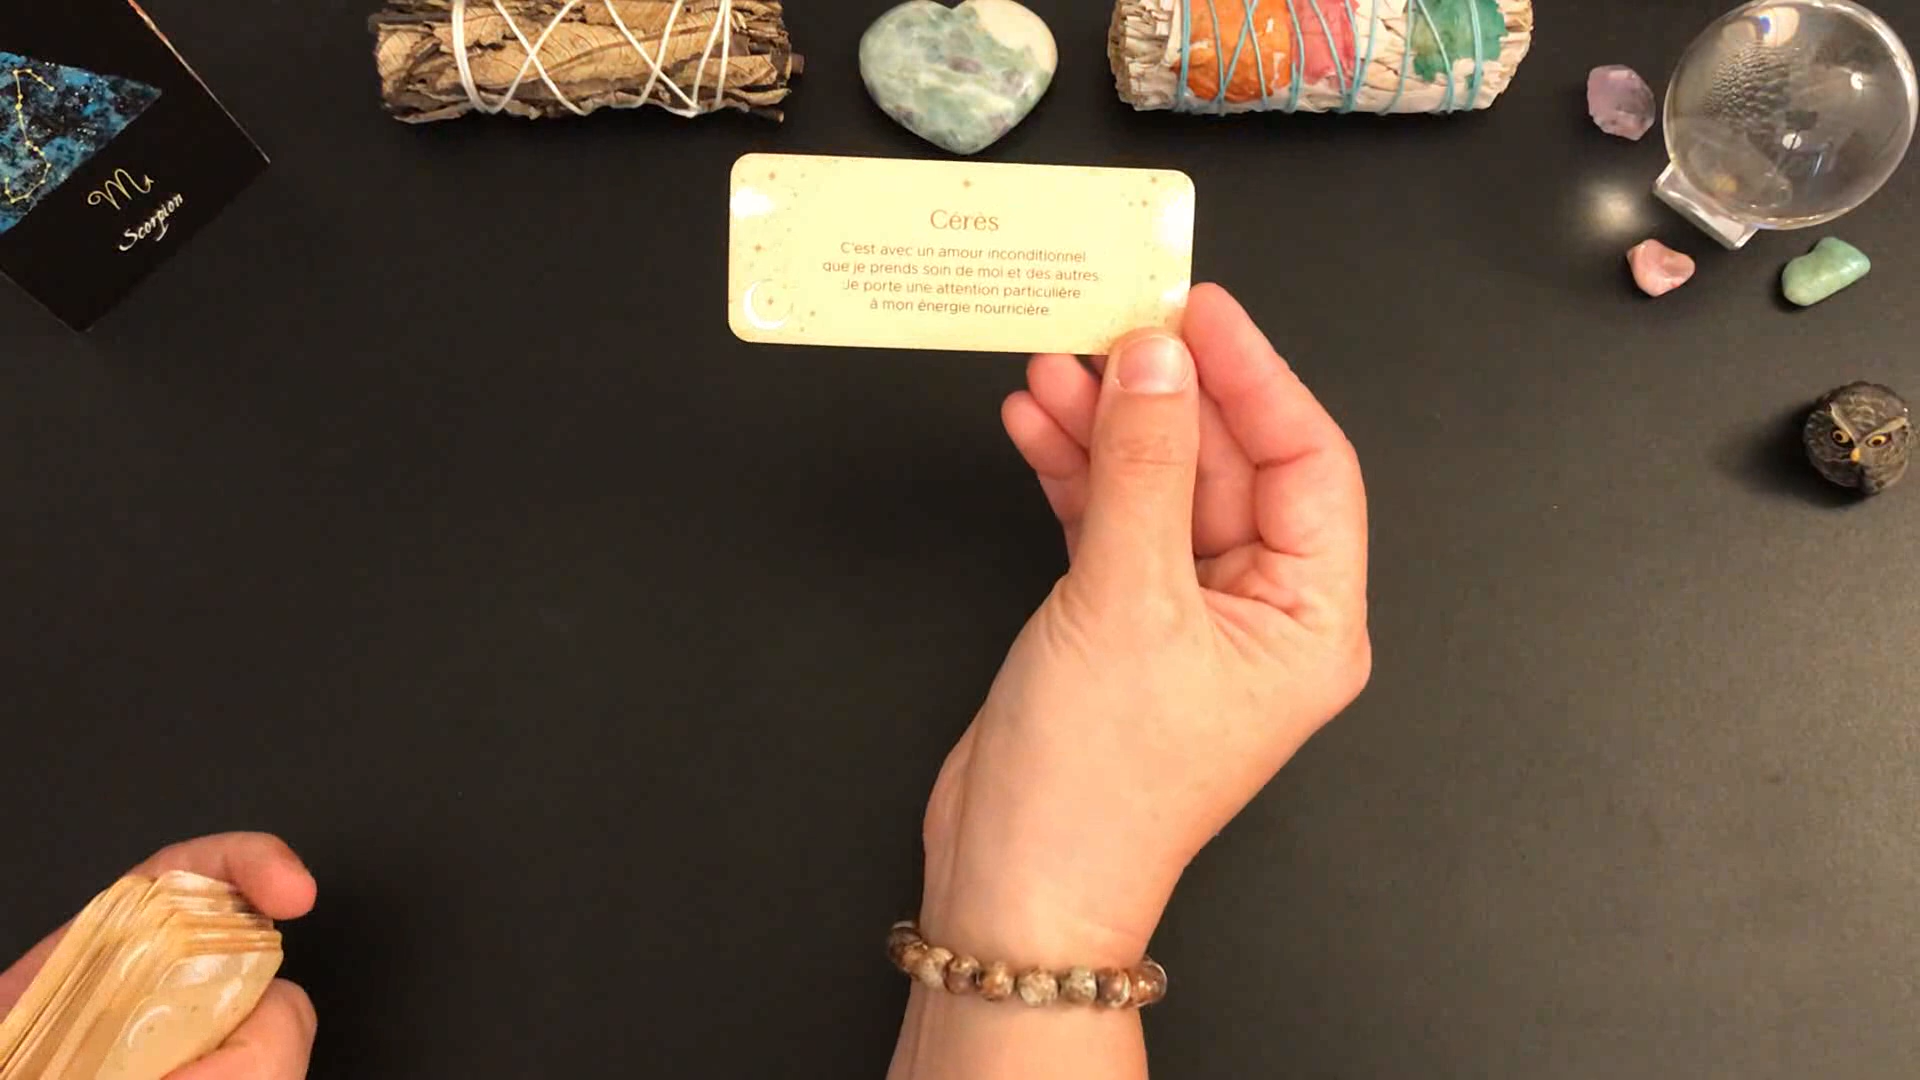 Scorpion
Cérès
C'est avec un amour inconditionnel
que je prends soin de moi et des autres.
Je porte une attention particulière
à mon énergie nourricière.